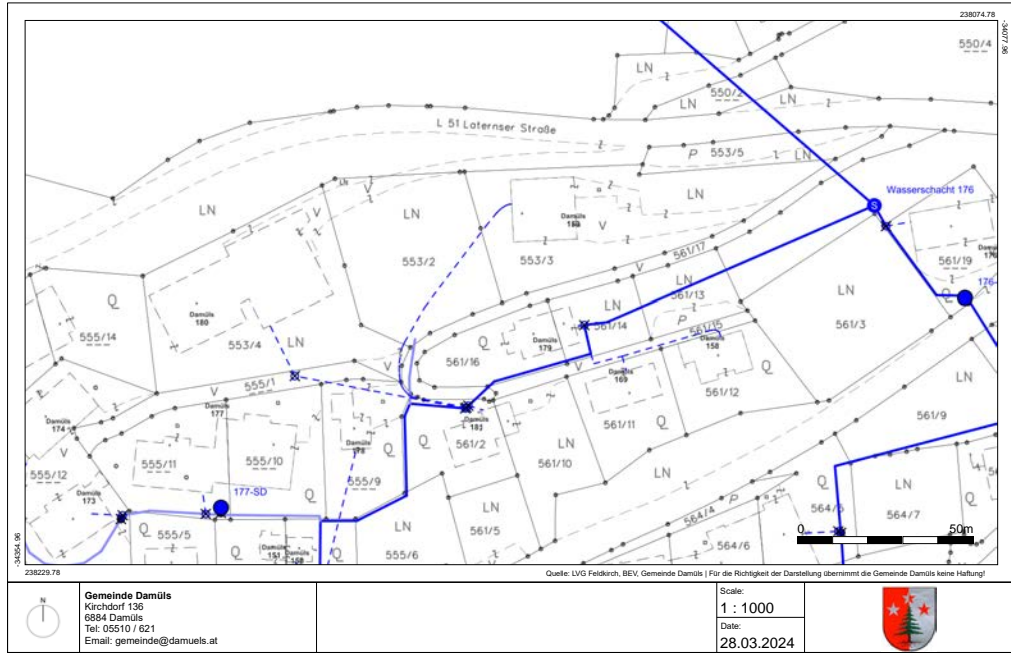 238074.78
-34077.96
550/4
LN
550/2
LN
LN
L 51 Laternser Straße
P
553/5
LN
Wasserschacht 176
S
LN
V
LN
V
LN
553/2
553/3
V
561/17
V
561/19
Q
176-
Q
555/14
Damüls
180
553/4
LN
LN
561/13
LN
561/14
P
561/15
LN
561/3
Q
561/16
Damüls
179
V
Damüls
158
Damüls
169
561/12
Q
LN
561/9
V
555/1
Damüls
177
Damüls
174
V
555/12
Damüls
173
555/11
555/10
555/9
Q
Q
561/2
Damüls
181
LN
561/10
561/11
Q
177-SD
Q
555/5
Q
Q
Q
LN
555/6
LN
561/5
P
564/4
564/6
Q
LN
564/7
0
50m
-34354.96
238229.78
Quelle: LVG Feldkirch, BEV, Gemeinde Damüls | Für die Richtigkeit der Darstellung übernimmt die Gemeinde Damüls keine Haftung!
N
Gemeinde Damüls
Kirchdorf 136
6884 Damüls
Tel: 05510 / 621
Email: gemeinde@damuels.at
Scale:
1 : 1000
Date:
28.03.2024